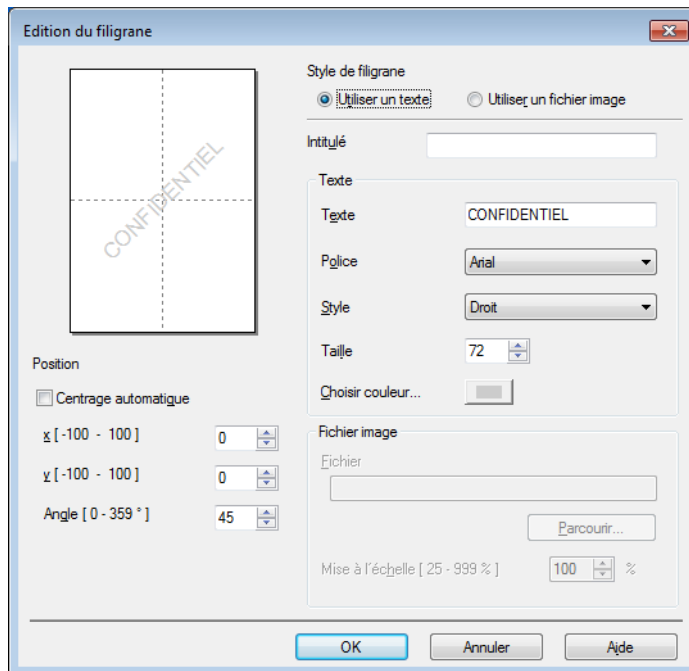 Edition du filigrane
CONFIDENTIEL
Position
Centrage automatique
x [ -100 - 100 ] 0
y [ -100 - 100 ] 0
Angle [ 0 - 359 ° ] 45
Style de filigrane
Utiliser un texte Utiliser un fichier image
Intitulé
Texte
Texte CONFIDENTIEL
Police Arial
Style Droit
Taille 72
Choisir couleur...
Fichier image
Fichier
Parcourir...
Mise à l'échelle [ 25 - 999 % ] 100 %
OK Annuler Aide